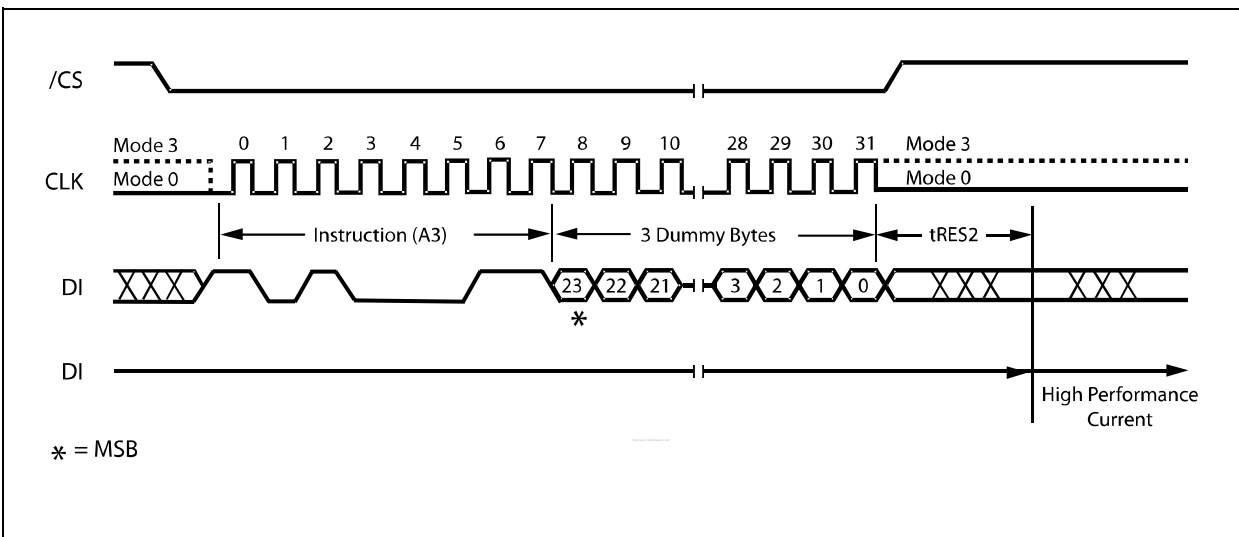 /CS
Mode 3
0 1 2 3 4 5 6 7 8 9 10 28 29 30 31
Mode 3
CLK
Mode 0
Mode 0
Instruction (A3)
3 Dummy Bytes
tRES2
DI
23 22 21 3 2 1 0
*
DI
High Performance
Current
* = MSB